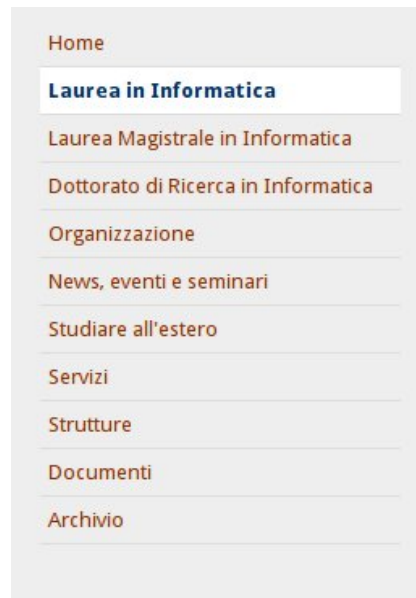 Home
Laurea in Informatica
Laurea Magistrale in Informatica
Dottorato di Ricerca in Informatica
Organizzazione
News, eventi e seminari
Studiare all'estero
Servizi
Strutture
Documenti
Archivio